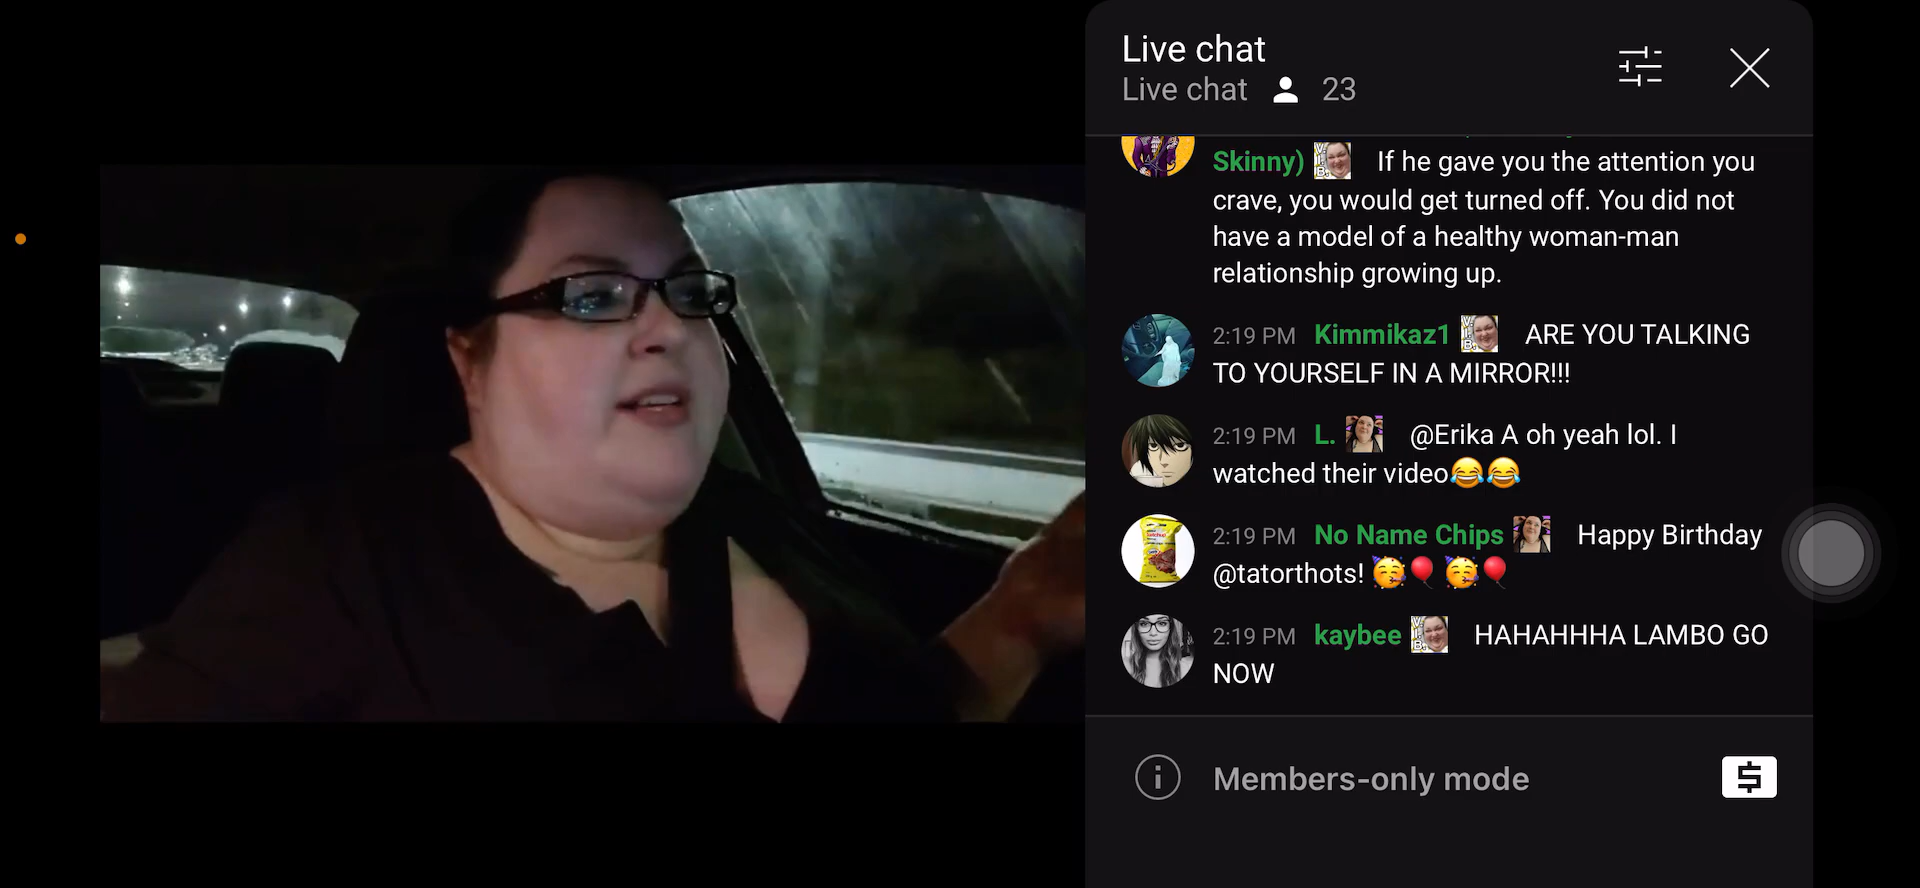 Live chat
Live chat 23
Skinny) If he gave you the attention you
crave, you would get turned off. You did not
have a model of a healthy woman-man
relationship growing up.
2:19 PM Kimmikaz1 ARE YOU TALKING
TO YOURSELF IN A MIRROR!!!
2:19 PM L. @Erika A oh yeah lol. I
watched their video😂😂
2:19 PM No Name Chips Happy Birthday
@tatorthots! 🥳🎈🥳🎈
2:19 PM kaybee HAHAHHHA LAMBO GO
NOW
Members-only mode